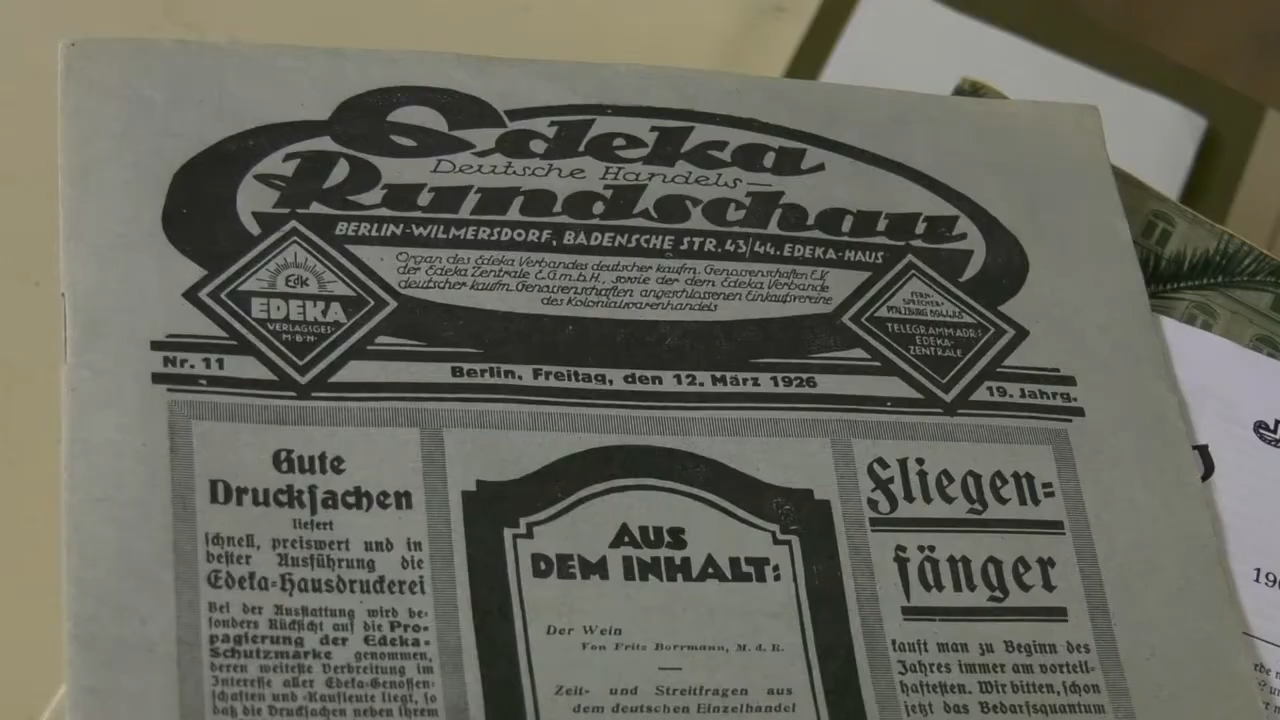 Edeka
Deutsche Handels-
Rundschau
BERLIN-WILMERSDORF, BADENSCHE STR. 43/44. EDEKA-HAUS
Organ des Edeka Verbandes deutscher kaufm. Genossenschaften E.V.
der Edeka Zentrale E.G.m.b.H., sowie der dem Edeka Verbande
deutscher kaufm. Genossenschaften angeschlossenen Einkaufsvereine
des Kolonialwarenhandels
Edk
EDEKA
VERLAGSGES·
M·B·H·
FERN-
SPRECHER:
PFALZBURG
TELEGRAMM-ADR:
EDEKA-
ZENTRALE
Nr. 11
Berlin, Freitag, den 12. März 1926
19. Jahrg.
Gute
Drucksachen
liefert
schnell, preiswert und in
bester Ausführung die
Edeka-Hausdruckerei
Bei der Ausstattung wird be-
sonders Rücksicht auf die Pro-
pagierung der Edeka-
Schutzmarke genommen,
deren weiteste Verbreitung im
Interesse aller Edeka-Genossen-
schaften und -Kaufleute liegt, so
daß die Drucksachen neben ihrem
AUS
DEM INHALT:
Der Wein
Von Fritz Borrmann, M. d. R.
Zeit- und Streitfragen aus
dem deutschen Einzelhandel
Fliegen-
fänger
kauft man zu Beginn des
Jahres immer am vorteil-
haftesten. Wir bitten, schon
jetzt das Bedarfsquantum